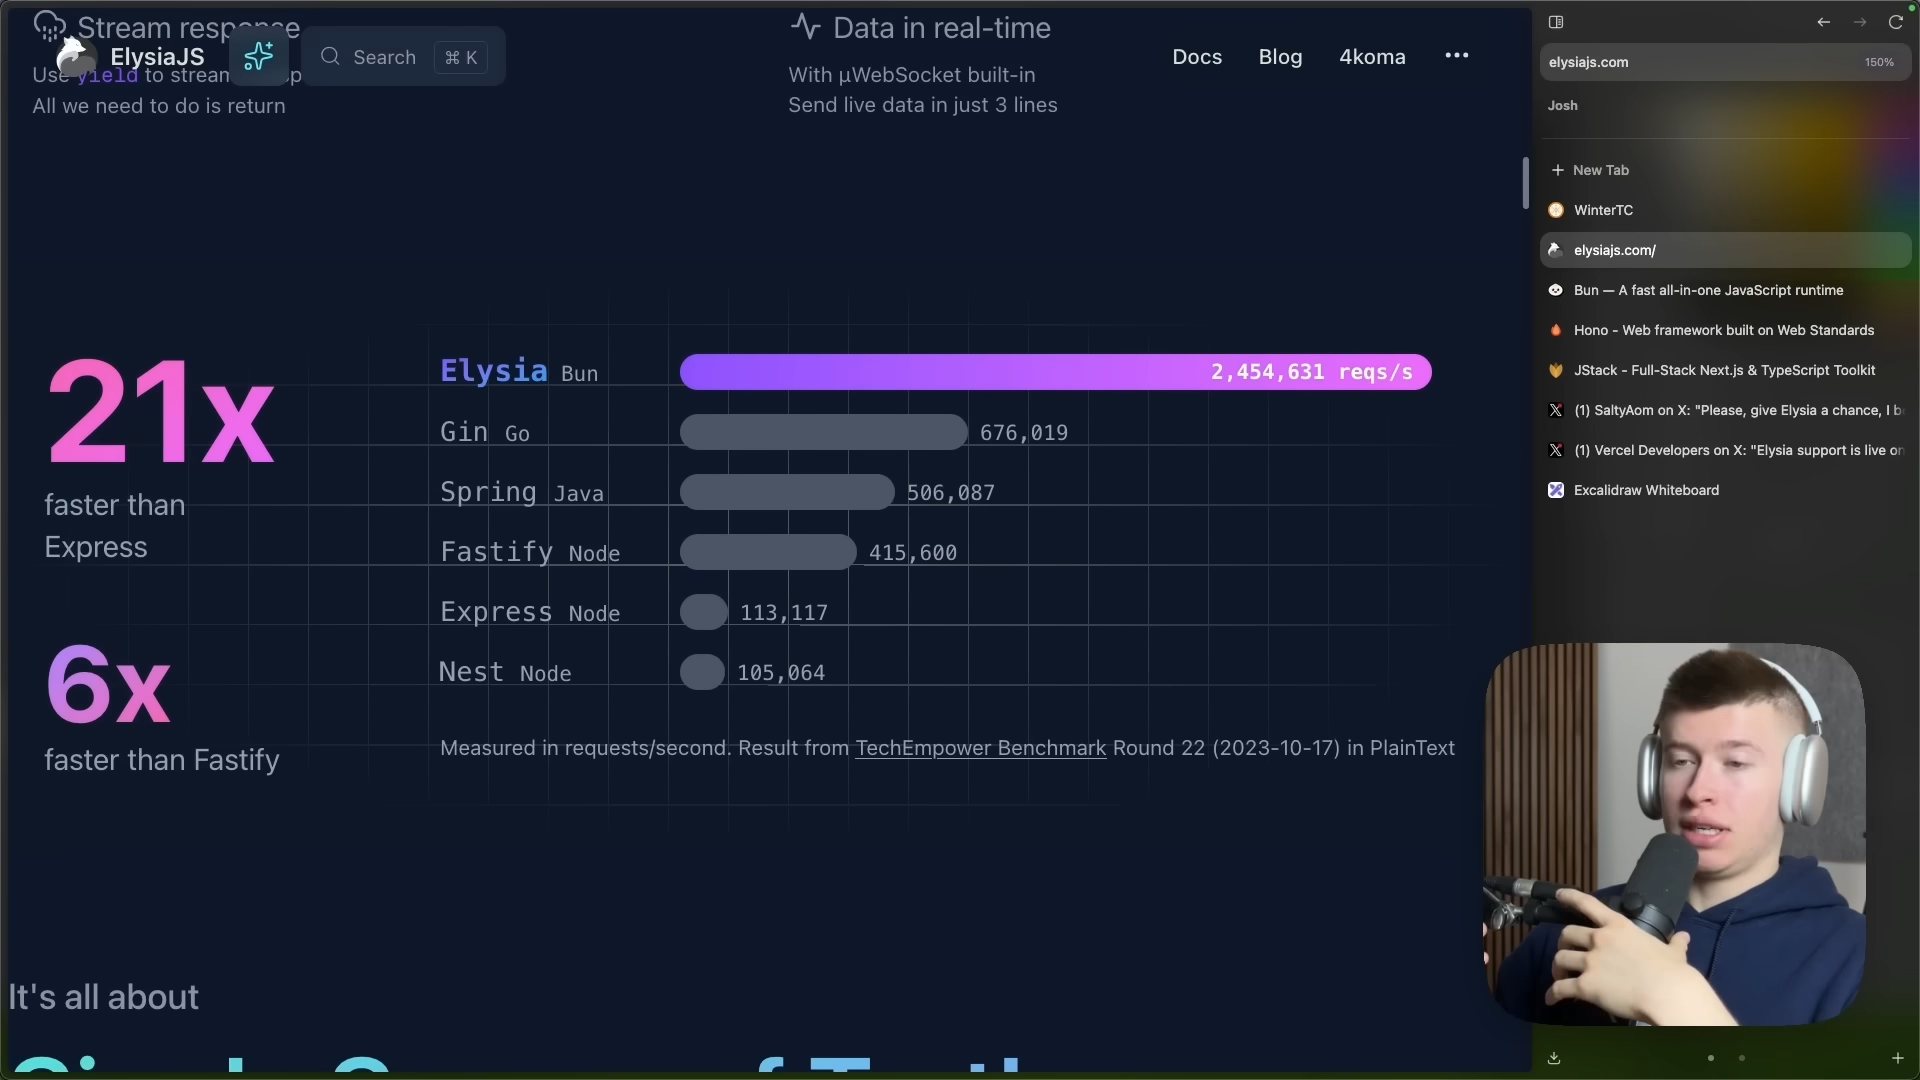 Stream response
ElysiaJS
Search
⌘ K
Use yield to stream
All we need to do is return
Data in real-time
With µWebSocket built-in
Send live data in just 3 lines
Docs
Blog
4koma
21x
faster than
Express
6x
faster than Fastify
Elysia Bun
2,454,631 reqs/s
Gin Go
676,019
Spring Java
506,087
Fastify Node
415,600
Express Node
113,117
Nest Node
105,064
Measured in requests/second. Result from TechEmpower Benchmark Round 22 (2023-10-17) in PlainText
It's all about
elysiajs.com
150%
Josh
New Tab
WinterTC
elysiajs.com/
Bun — A fast all-in-one JavaScript runtime
Hono - Web framework built on Web Standards
JStack - Full-Stack Next.js & TypeScript Toolkit
(1) SaltyAom on X: "Please, give Elysia a chance, I b
(1) Vercel Developers on X: "Elysia support is live on
Excalidraw Whiteboard